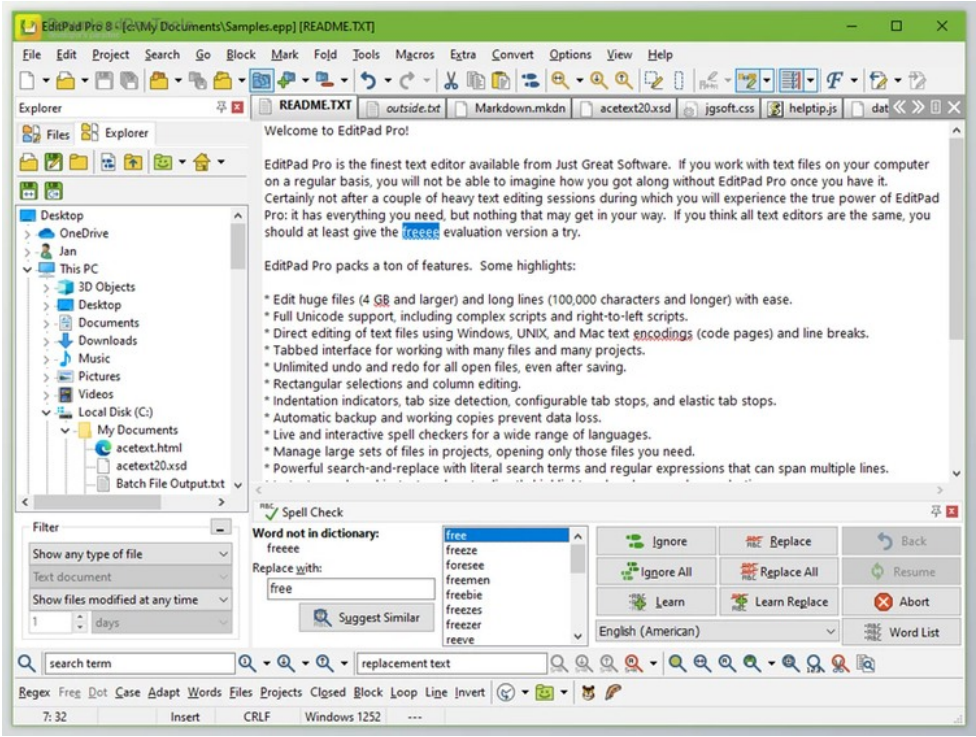 EditPad Pro 8 - [c:\My Documents\Samples.epp] [README.TXT]
File Edit Project Search Go Block Mark Fold Tools Macros Extra Convert Options View Help
Explorer
README.TXT outside.txt Markdown.mkdn acetext20.xsd jgsoft.css helptip.js dat
Files Explorer
Desktop
OneDrive
Jan
This PC
3D Objects
Desktop
Documents
Downloads
Music
Pictures
Videos
Local Disk (C:)
My Documents
acetext.html
acetext20.xsd
Batch File Output.txt
Filter
Show any type of file
Text document
Show files modified at any time
1 days
Welcome to EditPad Pro!
EditPad Pro is the finest text editor available from Just Great Software. If you work with text files on your computer
on a regular basis, you will not be able to imagine how you got along without EditPad Pro once you have it.
Certainly not after a couple of heavy text editing sessions during which you will experience the true power of EditPad
Pro: it has everything you need, but nothing that may get in your way. If you think all text editors are the same, you
should at least give the freeee evaluation version a try.
EditPad Pro packs a ton of features. Some highlights:
* Edit huge files (4 GB and larger) and long lines (100,000 characters and longer) with ease.
* Full Unicode support, including complex scripts and right-to-left scripts.
* Direct editing of text files using Windows, UNIX, and Mac text encodings (code pages) and line breaks.
* Tabbed interface for working with many files and many projects.
* Unlimited undo and redo for all open files, even after saving.
* Rectangular selections and column editing.
* Indentation indicators, tab size detection, configurable tab stops, and elastic tab stops.
* Automatic backup and working copies prevent data loss.
* Live and interactive spell checkers for a wide range of languages.
* Manage large sets of files in projects, opening only those files you need.
* Powerful search-and-replace with literal search terms and regular expressions that can span multiple lines.
Spell Check
Word not in dictionary:
freeee
Replace with:
free
Suggest Similar
free
freeze
foresee
freemen
freebie
freezes
freezer
reeve
Ignore Replace Back
Ignore All Replace All Resume
Learn Learn Replace Abort
English (American) Word List
search term replacement text
Regex Free Dot Case Adapt Words Files Projects Closed Block Loop Line Invert
7: 32 Insert CRLF Windows 1252 ---